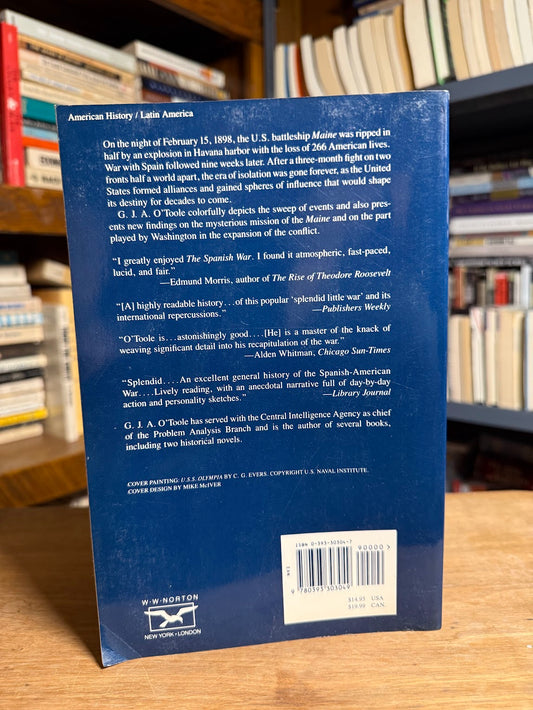 American History / Latin America
On the night of February 15, 1898, the U.S. battleship Maine was ripped in
half by an explosion in Havana harbor with the loss of 266 American lives.
War with Spain followed nine weeks later. After a three-month fight on two
fronts half a world apart, the era of isolation was gone forever, as the United
States formed alliances and gained spheres of influence that would shape
its destiny for decades to come.
G. J. A. O'Toole colorfully depicts the sweep of events and also pres-
ents new findings on the mysterious mission of the Maine and on the part
played by Washington in the expansion of the conflict.
"I greatly enjoyed The Spanish War. I found it atmospheric, fast-paced,
lucid, and fair."
—Edmund Morris, author of The Rise of Theodore Roosevelt
"[A] highly readable history...of this popular 'splendid little war' and its
international repercussions."
—Publishers Weekly
"O'Toole is...astonishingly good....[He] is a master of the knack of
weaving significant detail into his recapitulation of the war."
—Alden Whitman, Chicago Sun-Times
"Splendid....An excellent general history of the Spanish-American
War....Lively reading, with an anecdotal narrative full of day-by-day
action and personality sketches."
—Library Journal
G. J. A. O'Toole has served with the Central Intelligence Agency as chief
of the Problem Analysis Branch and is the author of several books,
including two historical novels.
COVER PAINTING: U.S.S. OLYMPIA BY C. G. EVERS. COPYRIGHT U.S. NAVAL INSTITUTE.
COVER DESIGN BY MIKE McIVER
ISBN 0-393-30304-7
90000>
EAN
9 780393 303049
$14.95 USA
$19.99 CAN.
W·W·NORTON
NEW YORK·LONDON